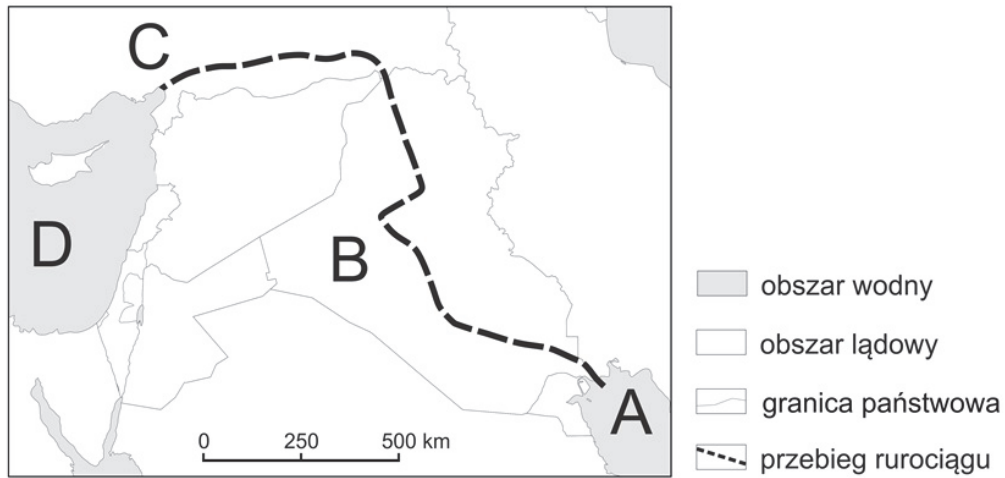 C
D
B
A
0 250 500 km
obszar wodny
obszar lądowy
granica państwowa
przebieg rurociągu